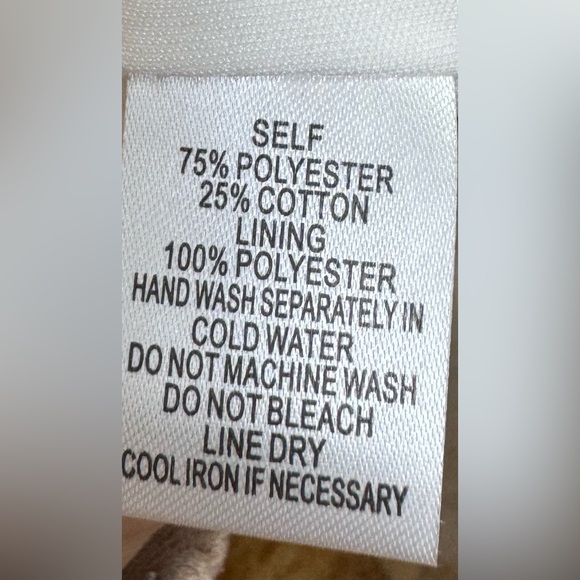 SELF
75% POLYESTER
25% COTTON
LINING
100% POLYESTER
HAND WASH SEPARATELY IN
COLD WATER
DO NOT MACHINE WASH
DO NOT BLEACH
LINE DRY
COOL IRON IF NECESSARY